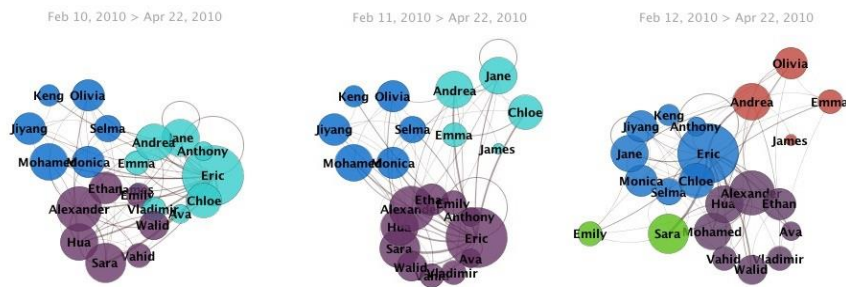 Feb 10, 2010 > Apr 22, 2010
Keng
Olivia
Jiyang
Selma
Andrea
Jane
Anthony
Mohamed
Monica
Emma
Eric
Ethan
Emily
Chloe
Alexander
Vladimir
Ava
Walid
Hua
Vahid
Sara
Feb 11, 2010 > Apr 22, 2010
Jane
Keng
Olivia
Andrea
Chloe
Jiyang
Selma
Emma
James
Mohamed
Monica
Ethan
Emily
Alexander
Anthony
Hua
Eric
Sara
Ava
Walid
Vladimir
Feb 12, 2010 > Apr 22, 2010
Olivia
Andrea
Emma
Keng
Jiyang
Anthony
James
Jane
Eric
Monica
Chloe
Selma
Alexander
Hua
Ethan
Emily
Sara
Mohamed
Ava
Vahid
Vladimir
Walid